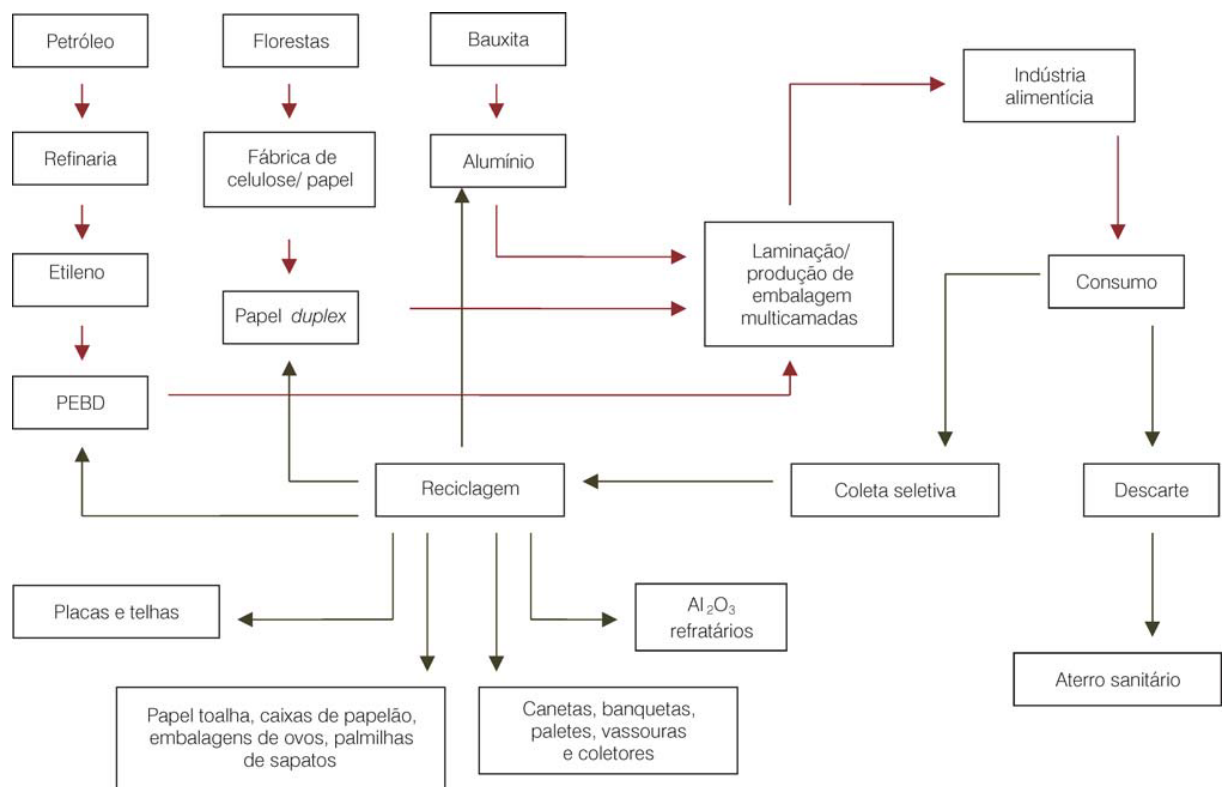 Petróleo
Florestas
Bauxita
Indústria
alimentícia
Refinaria
Fábrica de
celulose/ papel
Alumínio
Laminação/
produção de
embalagem
multicamadas
Etileno
Consumo
Papel duplex
PEBD
Reciclagem
Coleta seletiva
Descarte
Placas e telhas
Al₂O₃
refratários
Aterro sanitário
Papel toalha, caixas de papelão,
embalagens de ovos, palmilhas
de sapatos
Canetas, banquetas,
paletes, vassouras
e coletores